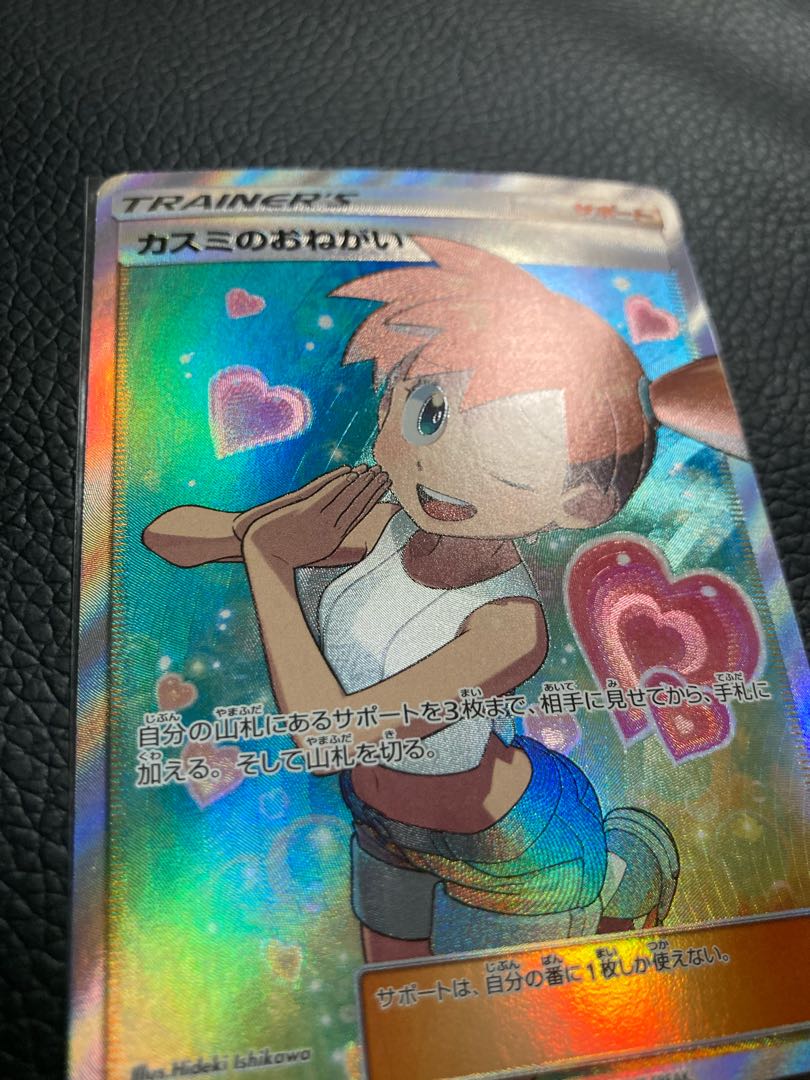 TRAINER'S サポート
カスミのおねがい
自分の山札にあるサポートを3枚まで、相手に見せてから、手札に
加える。そして山札を切る。
サポートは、自分の番に1枚しか使えない。
Illus.Hideki Ishikawa